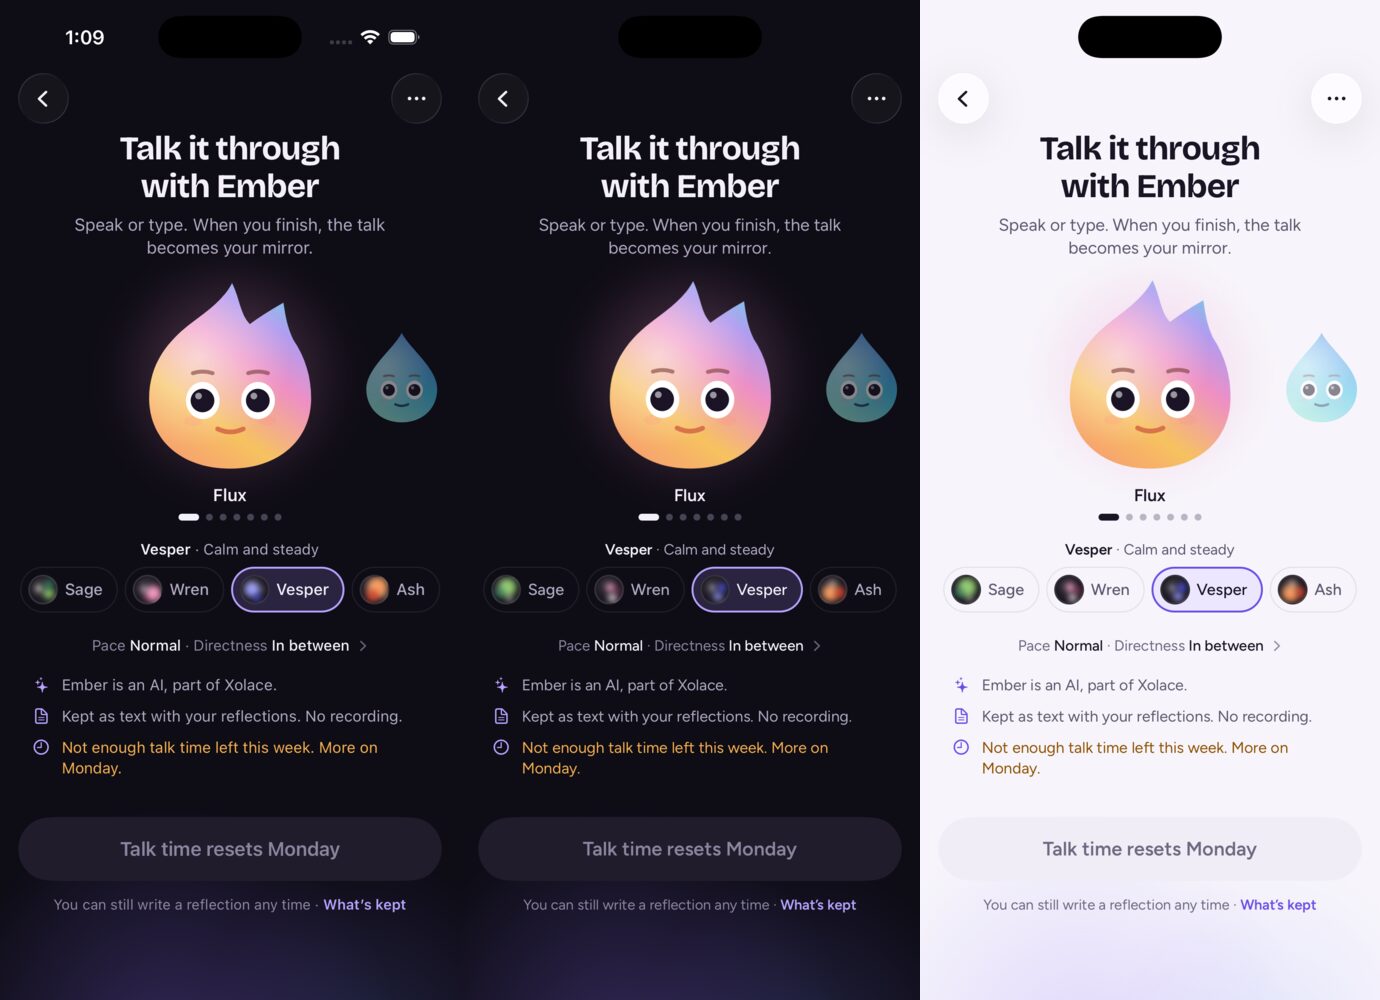 1:09
Talk it through
with Ember
Speak or type. When you finish, the talk
becomes your mirror.
Flux
Vesper · Calm and steady
Sage
Wren
Vesper
Ash
Pace Normal · Directness In between
Ember is an AI, part of Xolace.
Kept as text with your reflections. No recording.
Not enough talk time left this week. More on
Monday.
Talk time resets Monday
You can still write a reflection any time · What's kept
Talk it through
with Ember
Speak or type. When you finish, the talk
becomes your mirror.
Flux
Vesper · Calm and steady
Sage
Wren
Vesper
Ash
Pace Normal · Directness In between
Ember is an AI, part of Xolace.
Kept as text with your reflections. No recording.
Not enough talk time left this week. More on
Monday.
Talk time resets Monday
You can still write a reflection any time · What's kept
Talk it through
with Ember
Speak or type. When you finish, the talk
becomes your mirror.
Flux
Vesper · Calm and steady
Sage
Wren
Vesper
Ash
Pace Normal · Directness In between
Ember is an AI, part of Xolace.
Kept as text with your reflections. No recording.
Not enough talk time left this week. More on
Monday.
Talk time resets Monday
You can still write a reflection any time · What's kept